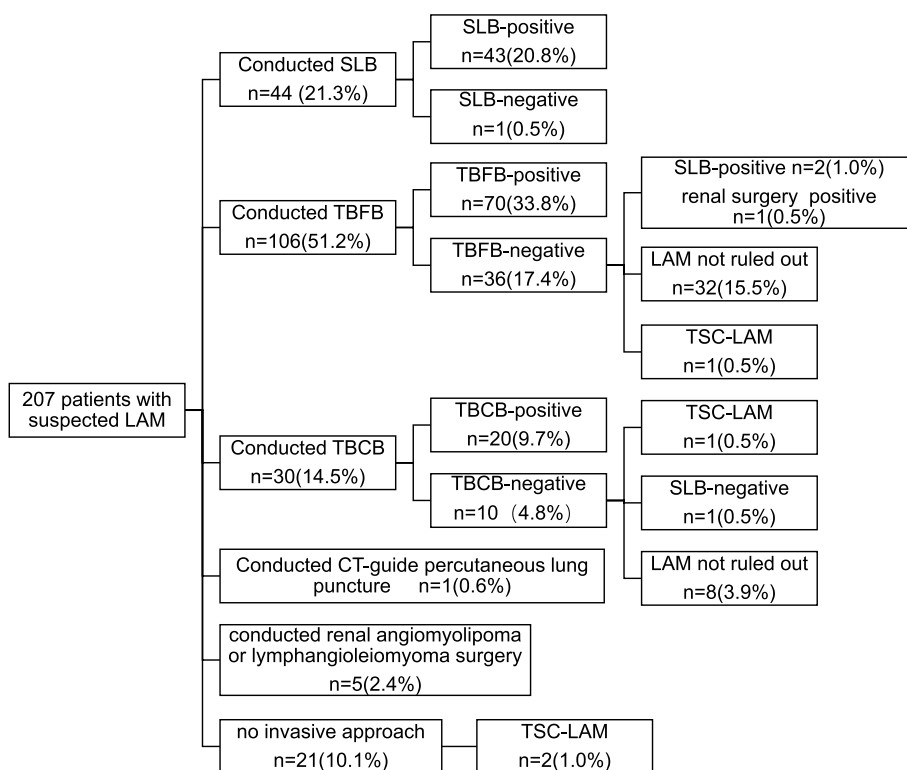 207 patients with
suspected LAM
Conducted SLB
n=44 (21.3%)
SLB-positive
n=43(20.8%)
SLB-negative
n=1(0.5%)
Conducted TBFB
n=106(51.2%)
TBFB-positive
n=70(33.8%)
TBFB-negative
n=36(17.4%)
SLB-positive n=2(1.0%)
renal surgery positive
n=1(0.5%)
LAM not ruled out
n=32(15.5%)
TSC-LAM
n=1(0.5%)
Conducted TBCB
n=30(14.5%)
TBCB-positive
n=20(9.7%)
TBCB-negative
n=10 （4.8%）
TSC-LAM
n=1(0.5%)
SLB-negative
n=1(0.5%)
LAM not ruled out
n=8(3.9%)
Conducted CT-guide percutaneous lung
puncture n=1(0.6%)
conducted renal angiomyolipoma
or lymphangioleiomyoma surgery
n=5(2.4%)
no invasive approach
n=21(10.1%)
TSC-LAM
n=2(1.0%)